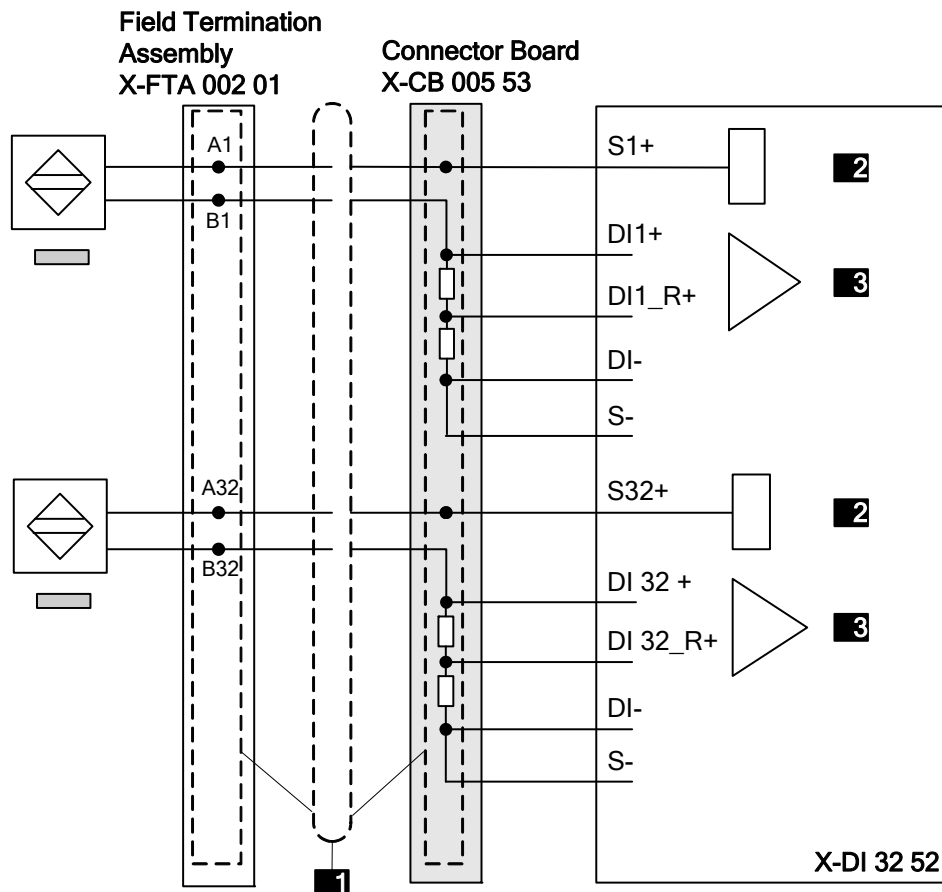 Field Termination
Assembly
X-FTA 002 01
Connector Board
X-CB 005 53
A1
B1
S1+
2
DI1+
3
DI1_R+
DI-
S-
A32
B32
S32+
2
DI 32 +
3
DI 32_R+
DI-
S-
X-DI 32 52
1